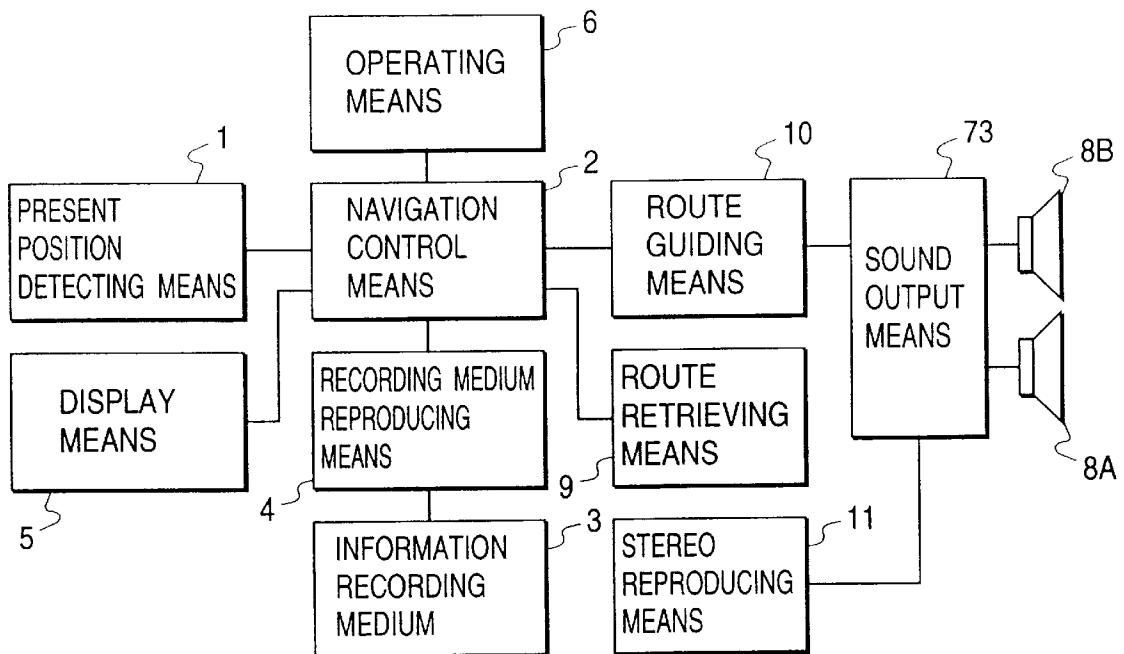 6
OPERATING
MEANS
1
2
10
73
8B
PRESENT
POSITION
DETECTING MEANS
NAVIGATION
CONTROL
MEANS
ROUTE
GUIDING
MEANS
SOUND
OUTPUT
MEANS
DISPLAY
MEANS
RECORDING MEDIUM
REPRODUCING
MEANS
ROUTE
RETRIEVING
MEANS
8A
5
4
9
3
11
INFORMATION
RECORDING
MEDIUM
STEREO
REPRODUCING
MEANS